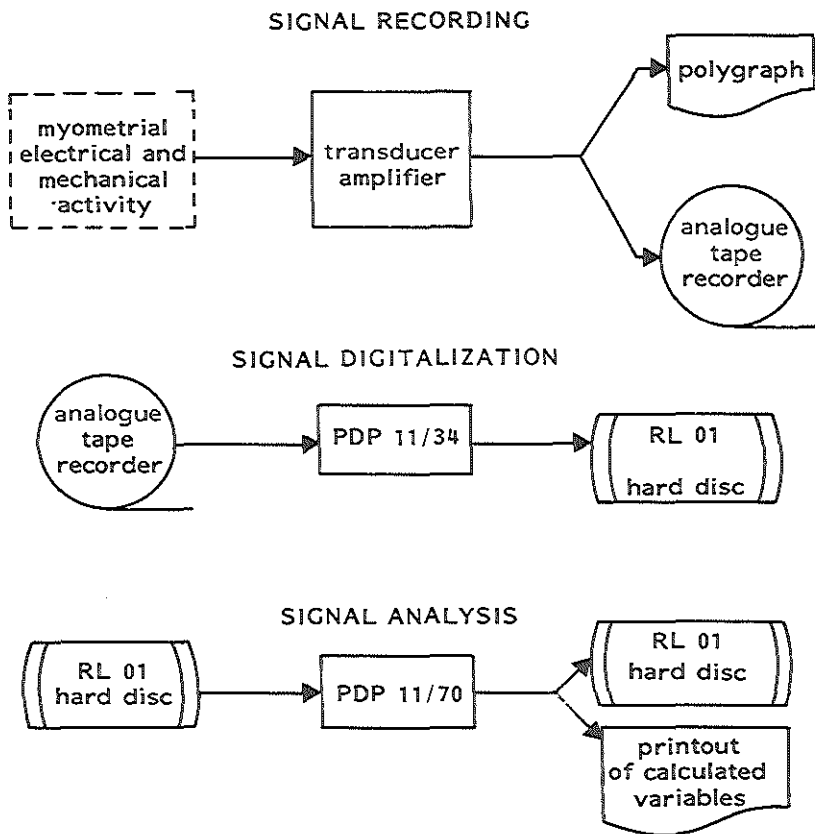 SIGNAL RECORDING
myometrial
electrical and
mechanical
activity
transducer
amplifier
polygraph
analogue
tape
recorder
SIGNAL DIGITALIZATION
analogue
tape
recorder
PDP 11/34
RL 01
hard disc
SIGNAL ANALYSIS
RL 01
hard disc
PDP 11/70
RL 01
hard disc
printout
of calculated
variables